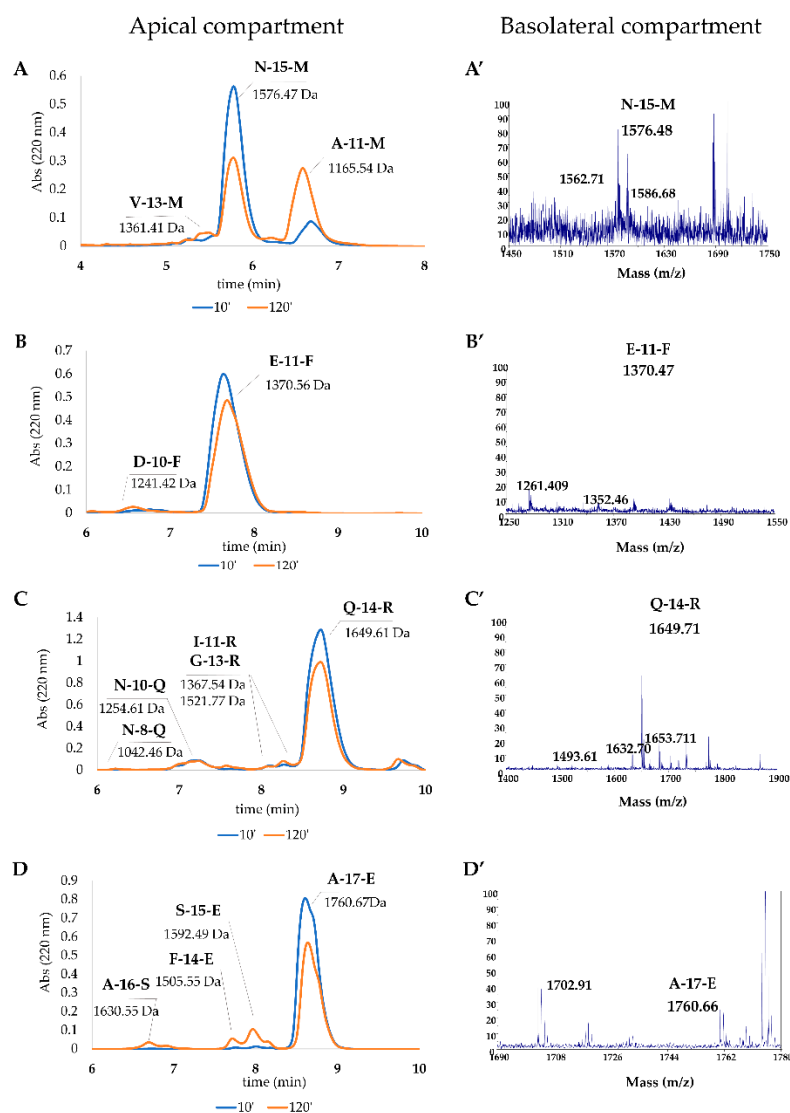 Apical compartment
Basolateral compartment
A
N-15-M
1576.47 Da
A-11-M
1165.54 Da
V-13-M
1361.41 Da
Abs (220 nm)
0.6
0.5
0.4
0.3
0.2
0.1
0
4 5 6 7 8
time (min)
10' 120'
A'
N-15-M
1576.48
1562.71
1586.68
100
90
80
70
60
50
40
30
20
10
0
1450 1510 1570 1630 1690 1750
Mass (m/z)
B
E-11-F
1370.56 Da
D-10-F
1241.42 Da
Abs (220 nm)
0.7
0.6
0.5
0.4
0.3
0.2
0.1
0
6 7 8 9 10
time (min)
10' 120'
B'
E-11-F
1370.47
1261.409
1352.46
100
90
80
70
60
50
40
30
20
10
0
1250 1310 1370 1430 1490 1550
Mass (m/z)
C
Q-14-R
1649.61 Da
I-11-R
G-13-R
1367.54 Da
1521.77 Da
N-10-Q
1254.61 Da
N-8-Q
1042.46 Da
Abs (220 nm)
1.4
1.2
1
0.8
0.6
0.4
0.2
0
6 7 8 9 10
time (min)
10' 120'
C'
Q-14-R
1649.71
1493.61
1632.70
1653.711
100
90
80
70
60
50
40
30
20
10
0
1400 1500 1600 1700 1800 1900
Mass (m/z)
D
A-17-E
1760.67Da
S-15-E
1592.49 Da
F-14-E
1505.55 Da
A-16-S
1630.55 Da
Abs (220 nm)
0.9
0.8
0.7
0.6
0.5
0.4
0.3
0.2
0.1
0
6 7 8 9 10
time (min)
10' 120'
D'
1702.91
A-17-E
1760.66
100
90
80
70
60
50
40
30
20
10
0
1690 1708 1726 1744 1762 1780
Mass (m/z)